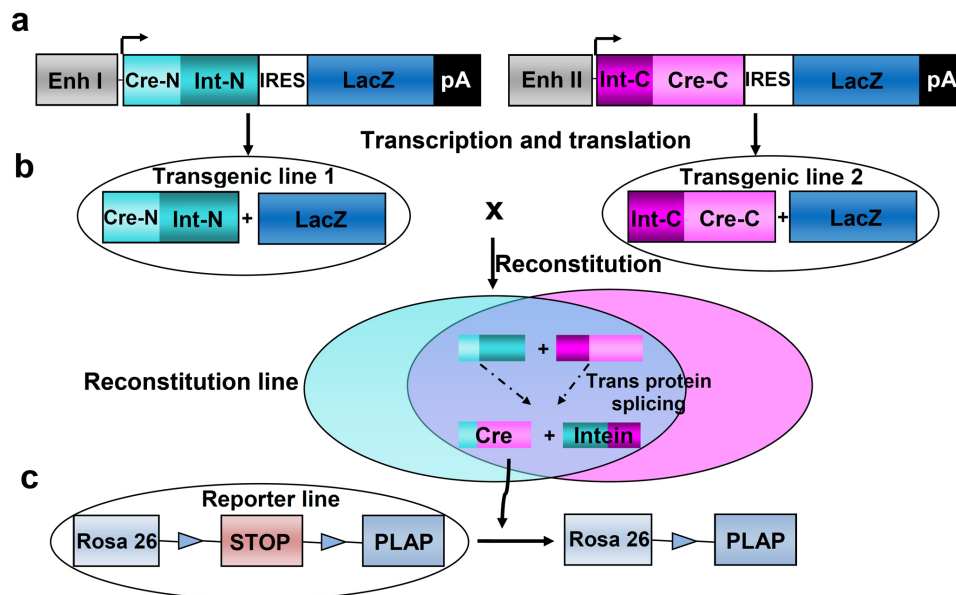 a
Enh I Cre-N Int-N IRES LacZ pA
Enh II Int-C Cre-C IRES LacZ pA
Transcription and translation
b
Transgenic line 1
Cre-N Int-N + LacZ
x
Transgenic line 2
Int-C Cre-C + LacZ
Reconstitution
+
Reconstitution line
Trans protein
splicing
Cre + Intein
c
Reporter line
Rosa 26 STOP PLAP
Rosa 26 PLAP